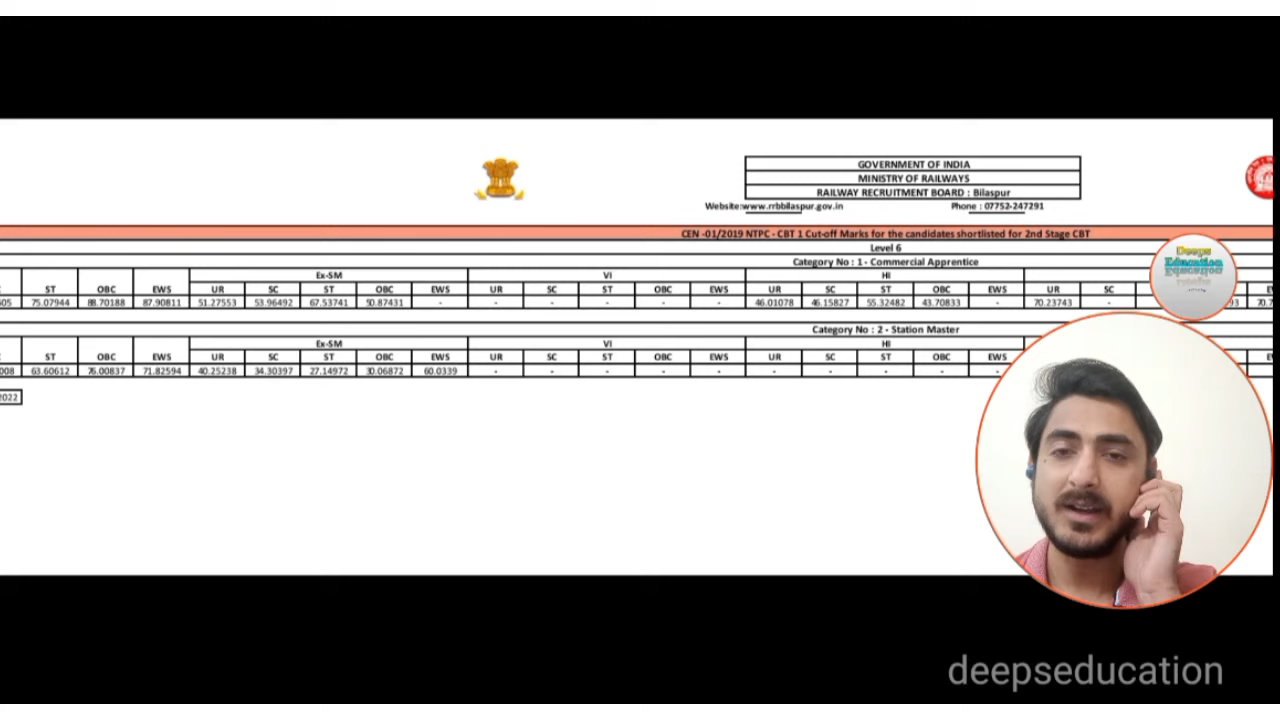 GOVERNMENT OF INDIA
MINISTRY OF RAILWAYS
RAILWAY RECRUITMENT BOARD : Bilaspur
Website:www.rrbbilaspur.gov.in Phone : 07752-247291
CEN -01/2019 NTPC - CBT 1 Cut-off Marks for the candidates shortlisted for 2nd Stage CBT
Level 6
Category No : 1 - Commercial Apprentice
Ex-SM VI HI
ST OBC EWS UR SC ST OBC EWS UR SC ST OBC EWS UR SC ST OBC EWS UR SC
75.07944 88.70188 87.90811 51.27553 53.96492 67.53741 50.87431 - - - - - - 46.01078 46.15827 55.32482 43.70833 - 70.23743 -
Category No : 2 - Station Master
Ex-SM VI HI
ST OBC EWS UR SC ST OBC EWS UR SC ST OBC EWS UR SC ST OBC EWS
63.60612 76.00837 71.82594 40.25238 34.30397 27.14972 30.06872 60.0339 - - - - - - - - - -
2022
Deeps
Education
deepseducation